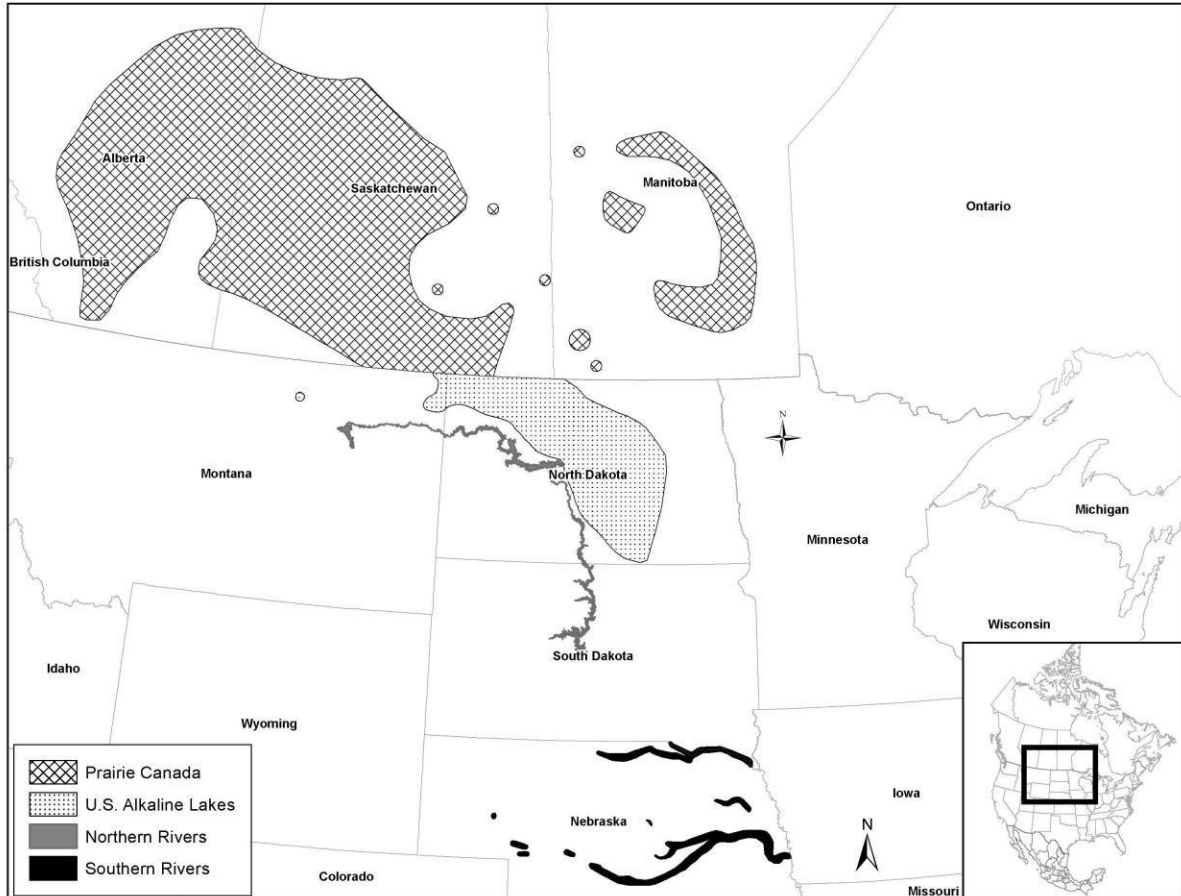 Alberta
Saskatchewan
Manitoba
Ontario
British Columbia
N
Montana
North Dakota
Michigan
Minnesota
Wisconsin
South Dakota
Idaho
Wyoming
Iowa
Nebraska
N
Colorado
Missouri
Prairie Canada
U.S. Alkaline Lakes
Northern Rivers
Southern Rivers